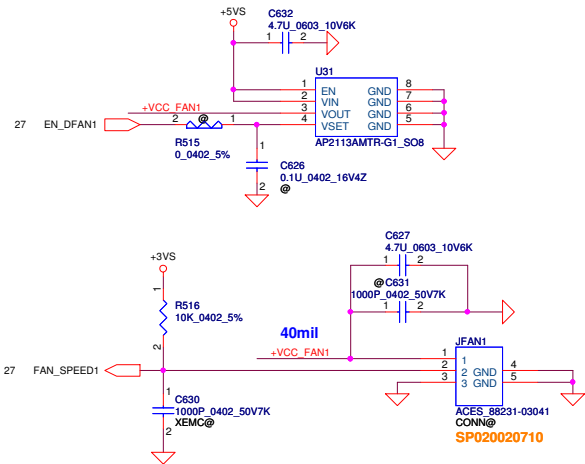 +5VS
C632
4.7U_0603_10V6K
1 2
U31
1 EN GND 8
2 VIN GND 7
3 VOUT GND 6
4 VSET GND 5
AP2113AMTR-G1_SO8
+VCC_FAN1
27 EN_DFAN1
2 @ 1
R515
0_0402_5%
1
C626
0.1U_0402_16V4Z
2
@
C627
4.7U_0603_10V6K
1 2
@C631
1000P_0402_50V7K
1 2
+3VS
1
R516
10K_0402_5%
2
40mil
+VCC_FAN1
27 FAN_SPEED1
1
C630
1000P_0402_50V7K
XEMC@
2
JFAN1
1 1
2 2 GND 4
3 3 GND 5
ACES_88231-03041
CONN@
SP020020710